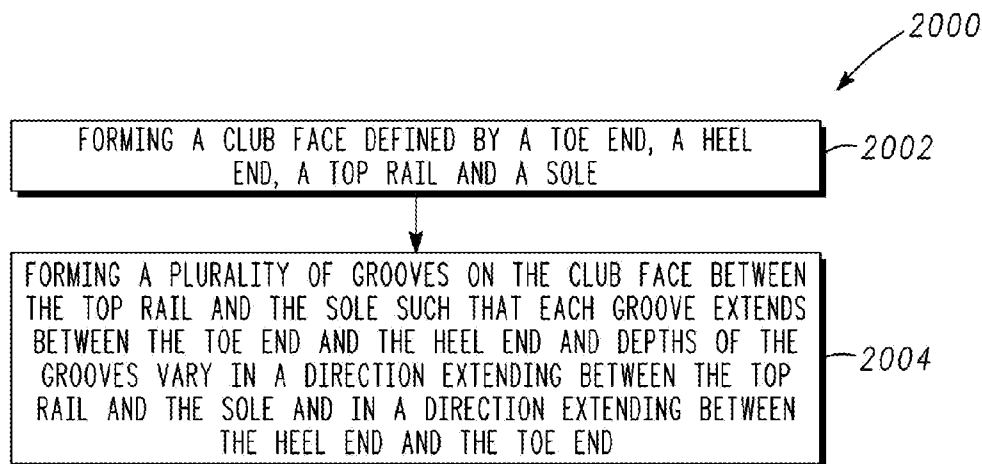 2000
FORMING A CLUB FACE DEFINED BY A TOE END, A HEEL
END, A TOP RAIL AND A SOLE
2002
FORMING A PLURALITY OF GROOVES ON THE CLUB FACE BETWEEN
THE TOP RAIL AND THE SOLE SUCH THAT EACH GROOVE EXTENDS
BETWEEN THE TOE END AND THE HEEL END AND DEPTHS OF THE
GROOVES VARY IN A DIRECTION EXTENDING BETWEEN THE TOP
RAIL AND THE SOLE AND IN A DIRECTION EXTENDING BETWEEN
THE HEEL END AND THE TOE END
2004